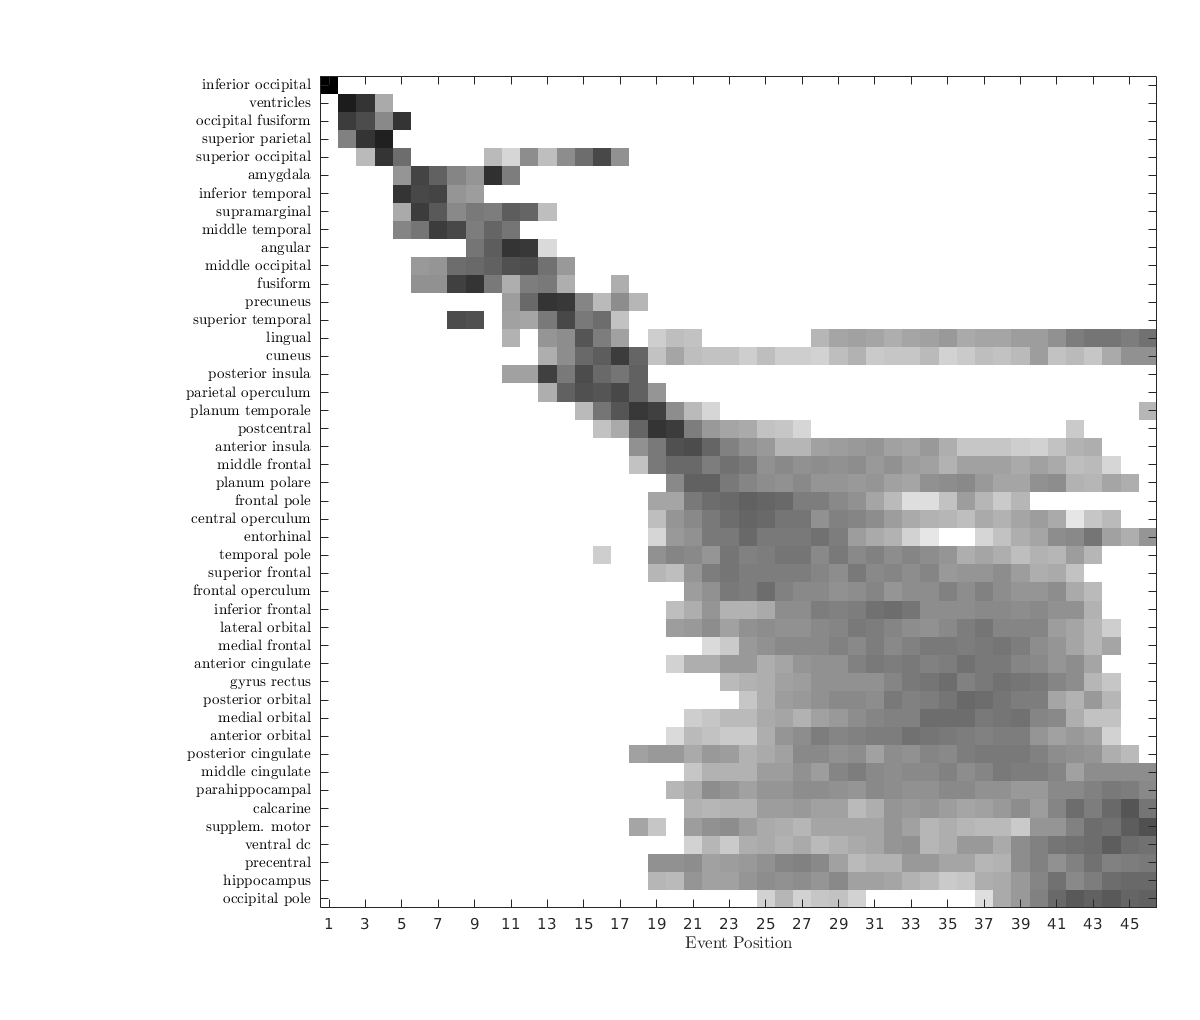 inferior occipital
ventricles
occipital fusiform
superior parietal
superior occipital
amygdala
inferior temporal
supramarginal
middle temporal
angular
middle occipital
fusiform
precuneus
superior temporal
lingual
cuneus
posterior insula
parietal operculum
planum temporale
postcentral
anterior insula
middle frontal
planum polare
frontal pole
central operculum
entorhinal
temporal pole
superior frontal
frontal operculum
inferior frontal
lateral orbital
medial frontal
anterior cingulate
gyrus rectus
posterior orbital
medial orbital
anterior orbital
posterior cingulate
middle cingulate
parahippocampal
calcarine
supplem. motor
ventral dc
precentral
hippocampus
occipital pole
1 3 5 7 9 11 13 15 17 19 21 23 25 27 29 31 33 35 37 39 41 43 45
Event Position